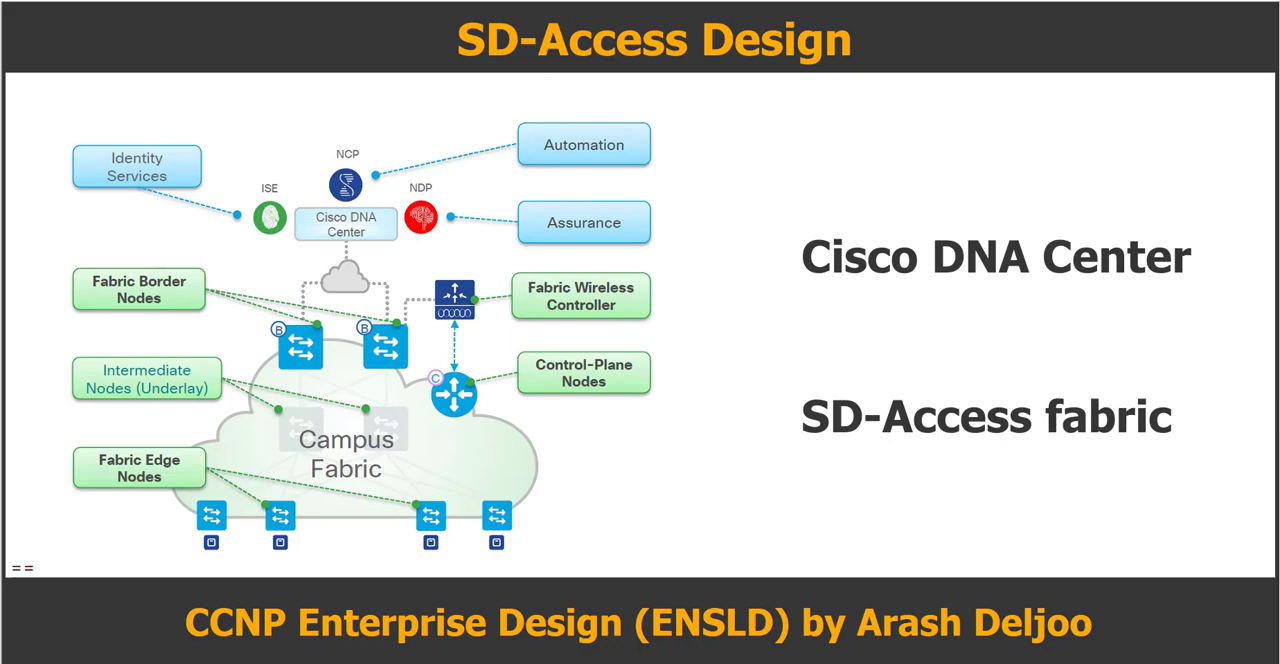 SD-Access Design
Identity
Services
ISE
NCP
NDP
Cisco DNA
Center
Automation
Assurance
Fabric Border
Nodes
B
B
Fabric Wireless
Controller
Intermediate
Nodes (Underlay)
C
Control-Plane
Nodes
Campus
Fabric
Fabric Edge
Nodes
Cisco DNA Center
SD-Access fabric
CCNP Enterprise Design (ENSLD) by Arash Deljoo